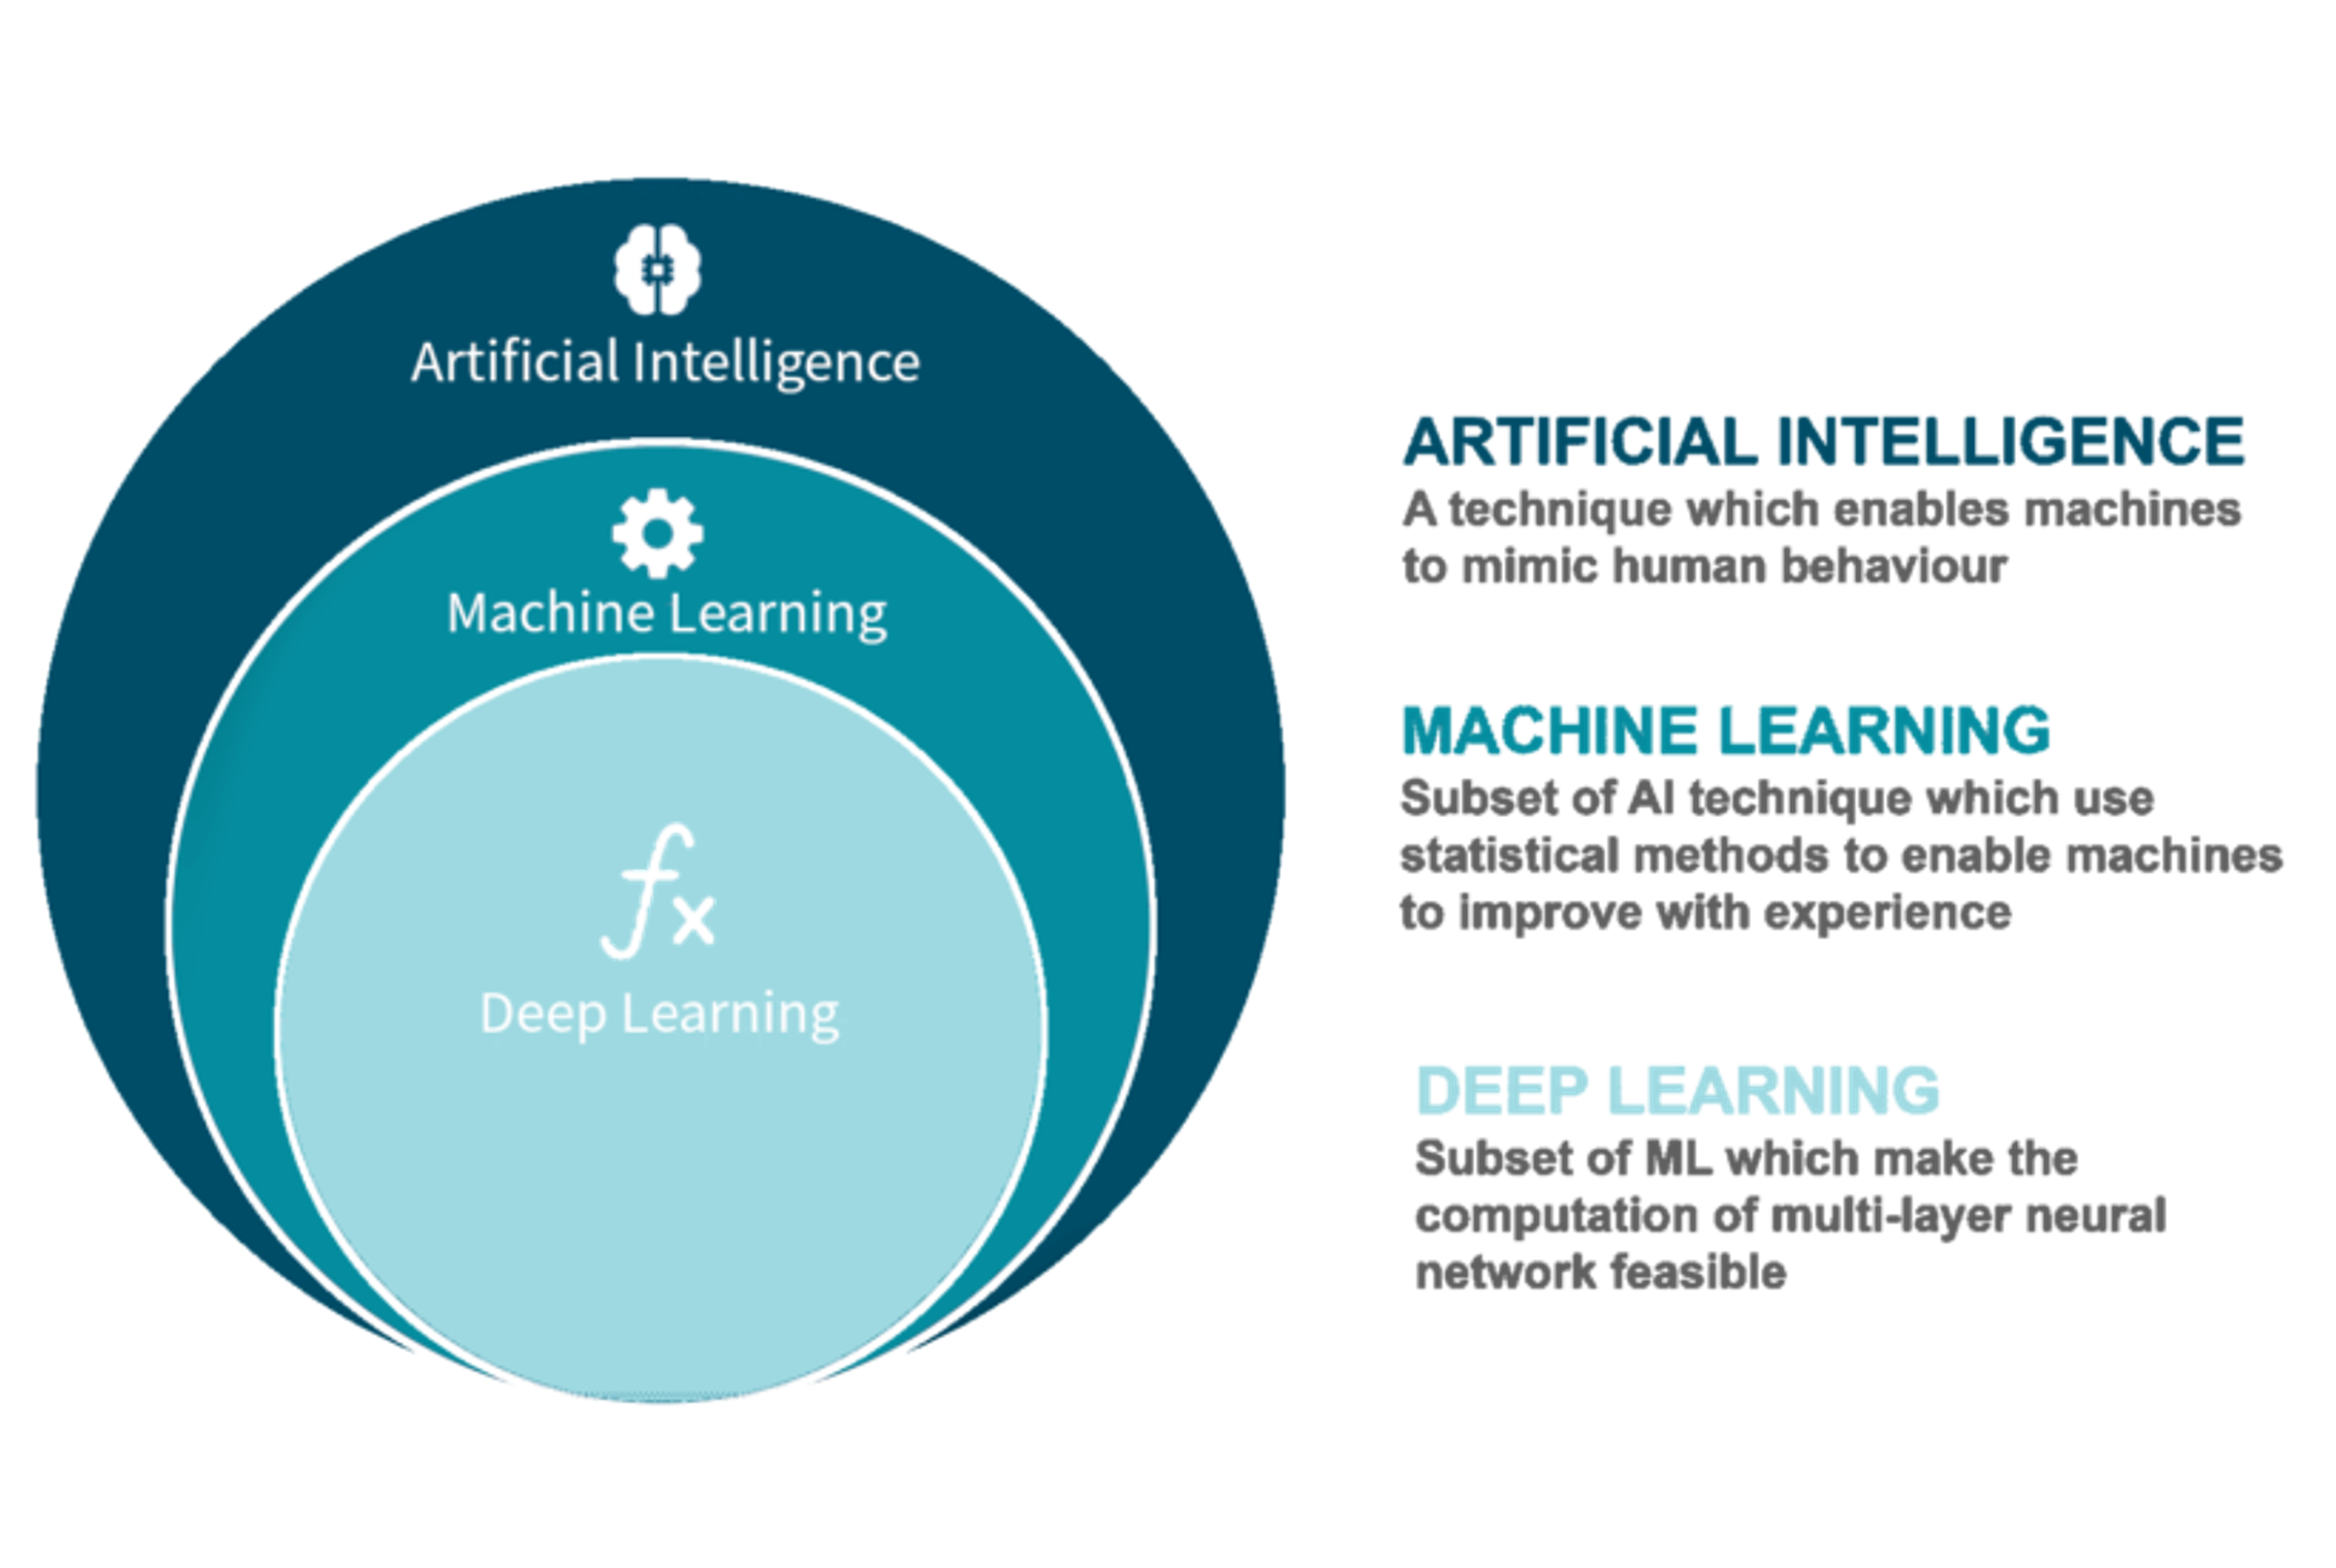 Artificial Intelligence
Machine Learning
fx
Deep Learning
ARTIFICIAL INTELLIGENCE
A technique which enables machines
to mimic human behaviour
MACHINE LEARNING
Subset of AI technique which use
statistical methods to enable machines
to improve with experience
DEEP LEARNING
Subset of ML which make the
computation of multi-layer neural
network feasible